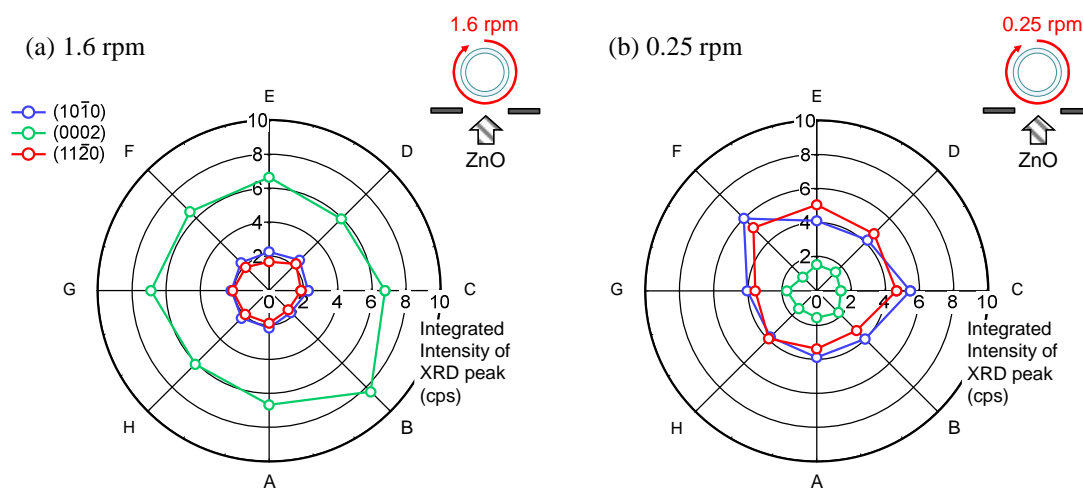 (a) 1.6 rpm
1.6 rpm
ZnO
(101̅0)
(0002)
(112̅0)
E
F
D
G
C
H
B
A
10
8
6
4
2
0
0 2 4 6 8 10
Integrated
Intensity of
XRD peak
(cps)
(b) 0.25 rpm
0.25 rpm
ZnO
E
F
D
G
C
H
B
A
10
8
6
4
2
0
0 2 4 6 8 10
Integrated
Intensity of
XRD peak
(cps)